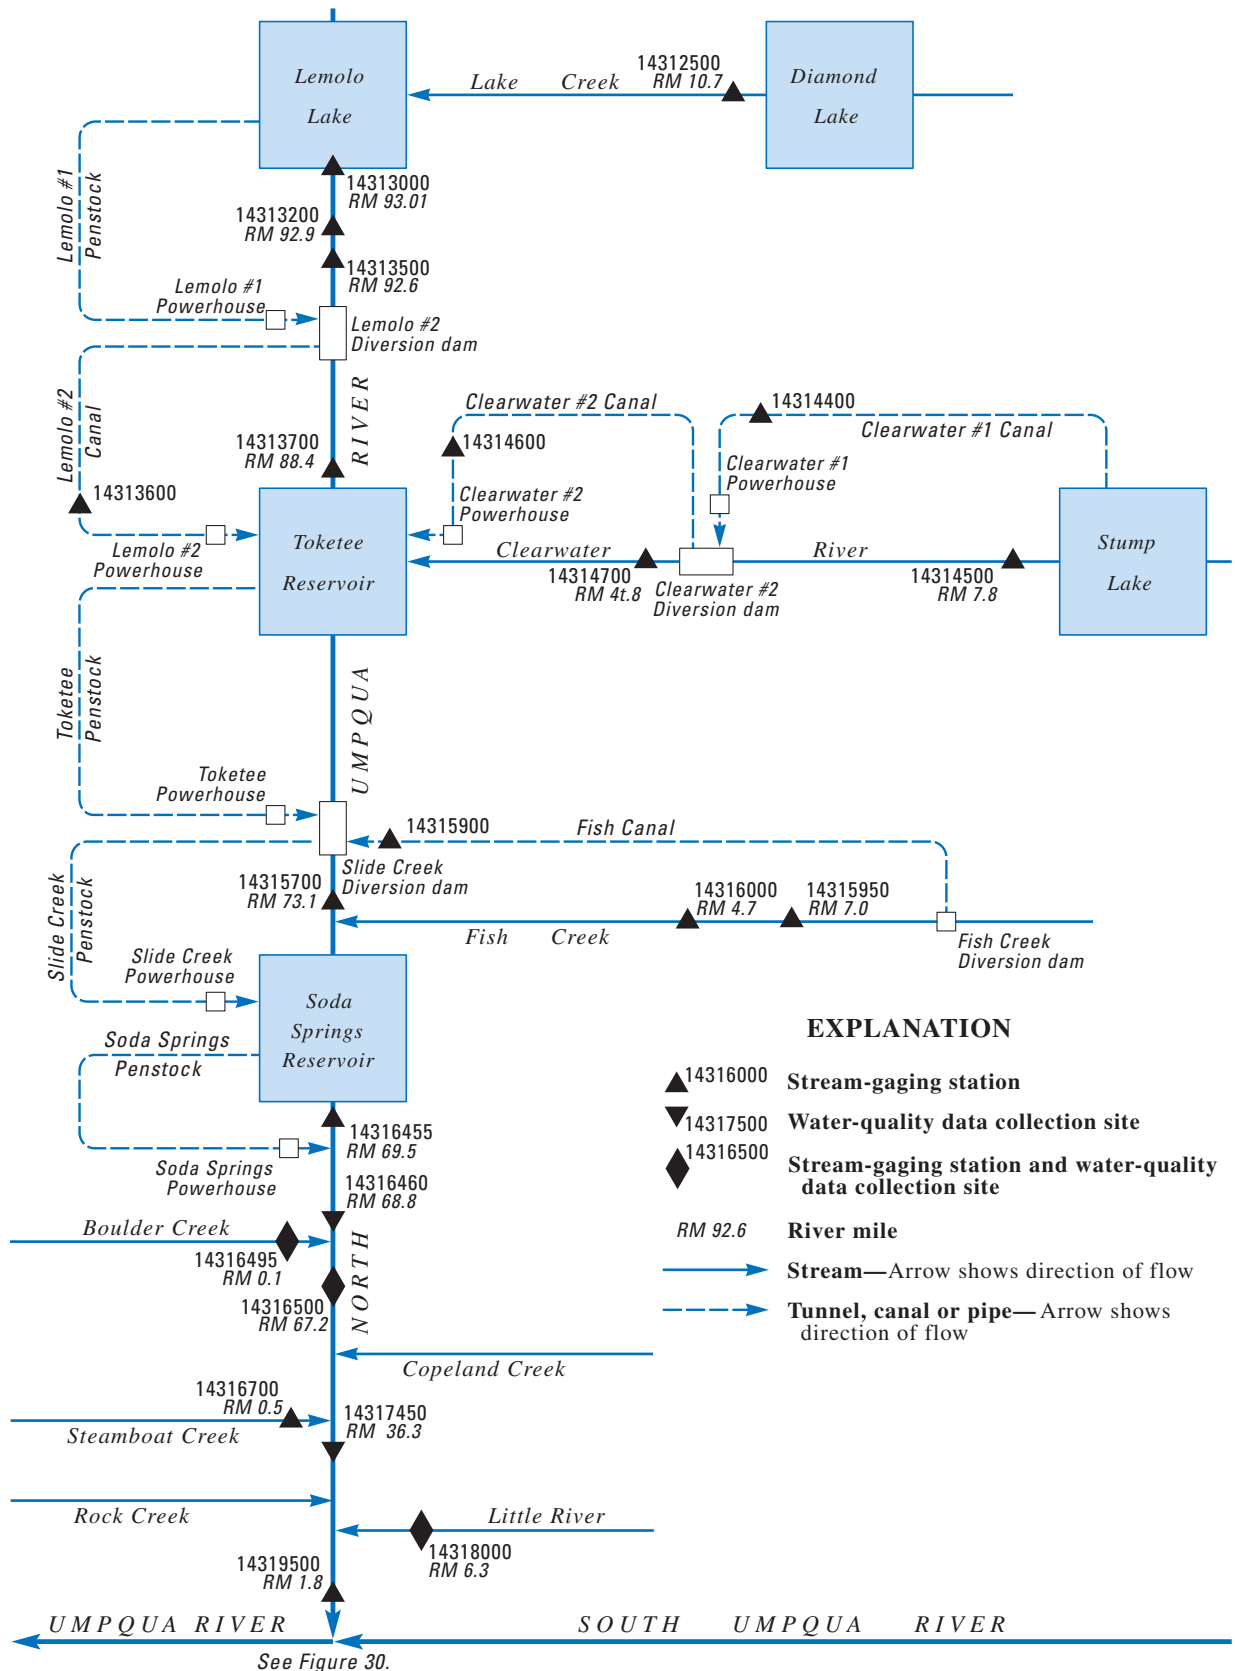 Lemolo
Lake
Lake Creek
14312500
RM 10.7
Diamond
Lake
Lemolo #1
Penstock
14313000
RM 93.01
14313200
RM 92.9
14313500
RM 92.6
Lemolo #1
Powerhouse
Lemolo #2
Diversion dam
Lemolo #2
Canal
RIVER
14313700
RM 88.4
14313600
Lemolo #2
Powerhouse
Toketee
Reservoir
Clearwater #2 Canal
14314600
Clearwater #2
Powerhouse
14314400
Clearwater #1 Canal
Clearwater #1
Powerhouse
Clearwater River
14314700
RM 4t.8
Clearwater #2
Diversion dam
14314500
RM 7.8
Stump
Lake
Toketee
Penstock
UMPQUA
Toketee
Powerhouse
14315900
Fish Canal
Slide Creek
Diversion dam
14315700
RM 73.1
Slide Creek
Penstock
14316000
RM 4.7
14315950
RM 7.0
Fish Creek
Fish Creek
Diversion dam
Slide Creek
Powerhouse
Soda
Springs
Reservoir
Soda Springs
Penstock
14316455
RM 69.5
Soda Springs
Powerhouse
14316460
RM 68.8
Boulder Creek
14316495
RM 0.1
NORTH
14316500
RM 67.2
Copeland Creek
14316700
RM 0.5
Steamboat Creek
14317450
RM 36.3
Rock Creek
Little River
14318000
RM 6.3
14319500
RM 1.8
UMPQUA RIVER
SOUTH UMPQUA RIVER
See Figure 30.
EXPLANATION
14316000 Stream-gaging station
14317500 Water-quality data collection site
14316500 Stream-gaging station and water-quality
data collection site
RM 92.6 River mile
Stream—Arrow shows direction of flow
Tunnel, canal or pipe— Arrow shows
direction of flow